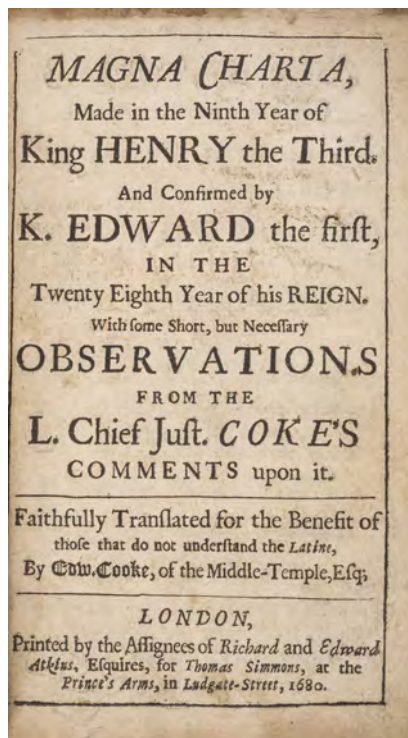 MAGNA CHARTA,
Made in the Ninth Year of
King HENRY the Third.
And Confirmed by
K. EDWARD the firſt,
IN THE
Twenty Eighth Year of his REIGN.
With ſome Short, but Neceſſary
OBSERVATION.S
FROM THE
L. Chief Juſt. COKE'S
COMMENTS upon it.
Faithfully Tranſlated for the Benefit of
thoſe that do not underſtand the Latine,
By Edw. Cooke, of the Middle-Temple, Eſq;
LONDON,
Printed by the Aſſignees of Richard and Edward
Atkins, Eſquires, for Thomas Simmons, at the
Prince's Arms, in Ludgate-Street, 1680.